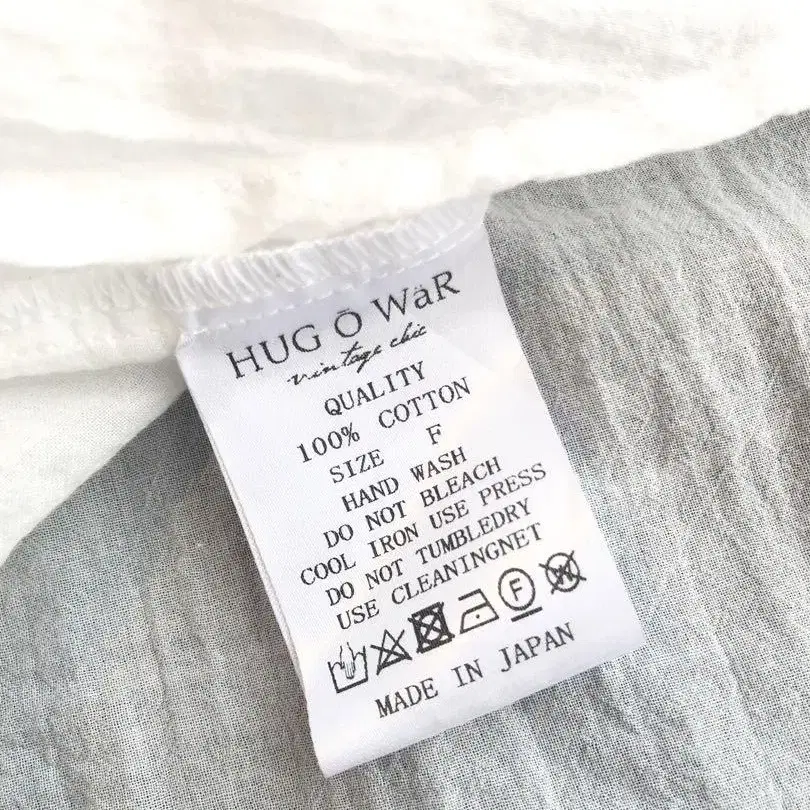 HUG Ō WäR
vintage chic
QUALITY
100% COTTON
SIZE F
HAND WASH
DO NOT BLEACH
COOL IRON USE PRESS
DO NOT TUMBLEDRY
USE CLEANINGNET
F W
MADE IN JAPAN